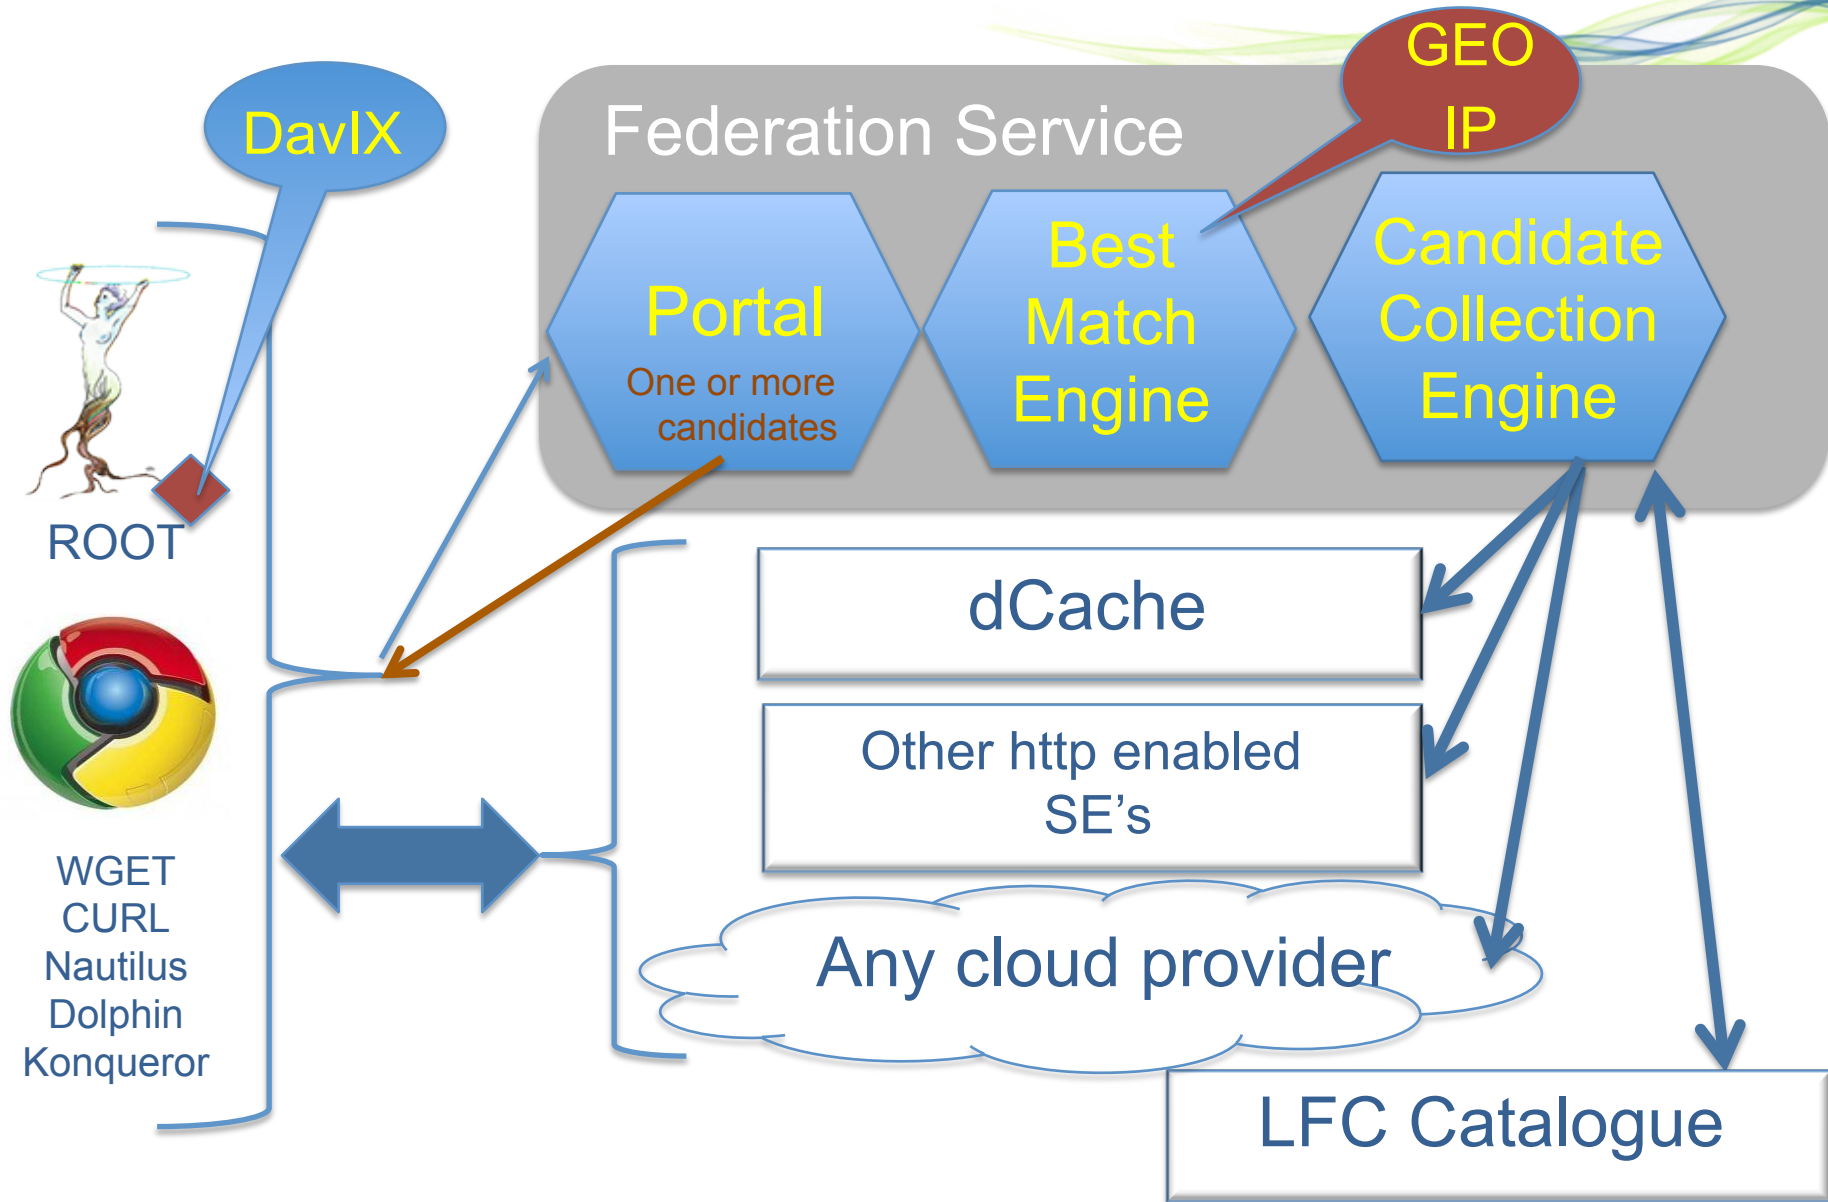 DavIX
GEO
IP
Federation Service
Portal
One or more
candidates
Best
Match
Engine
Candidate
Collection
Engine
ROOT
WGET
CURL
Nautilus
Dolphin
Konqueror
dCache
Other http enabled
SE’s
Any cloud provider
LFC Catalogue